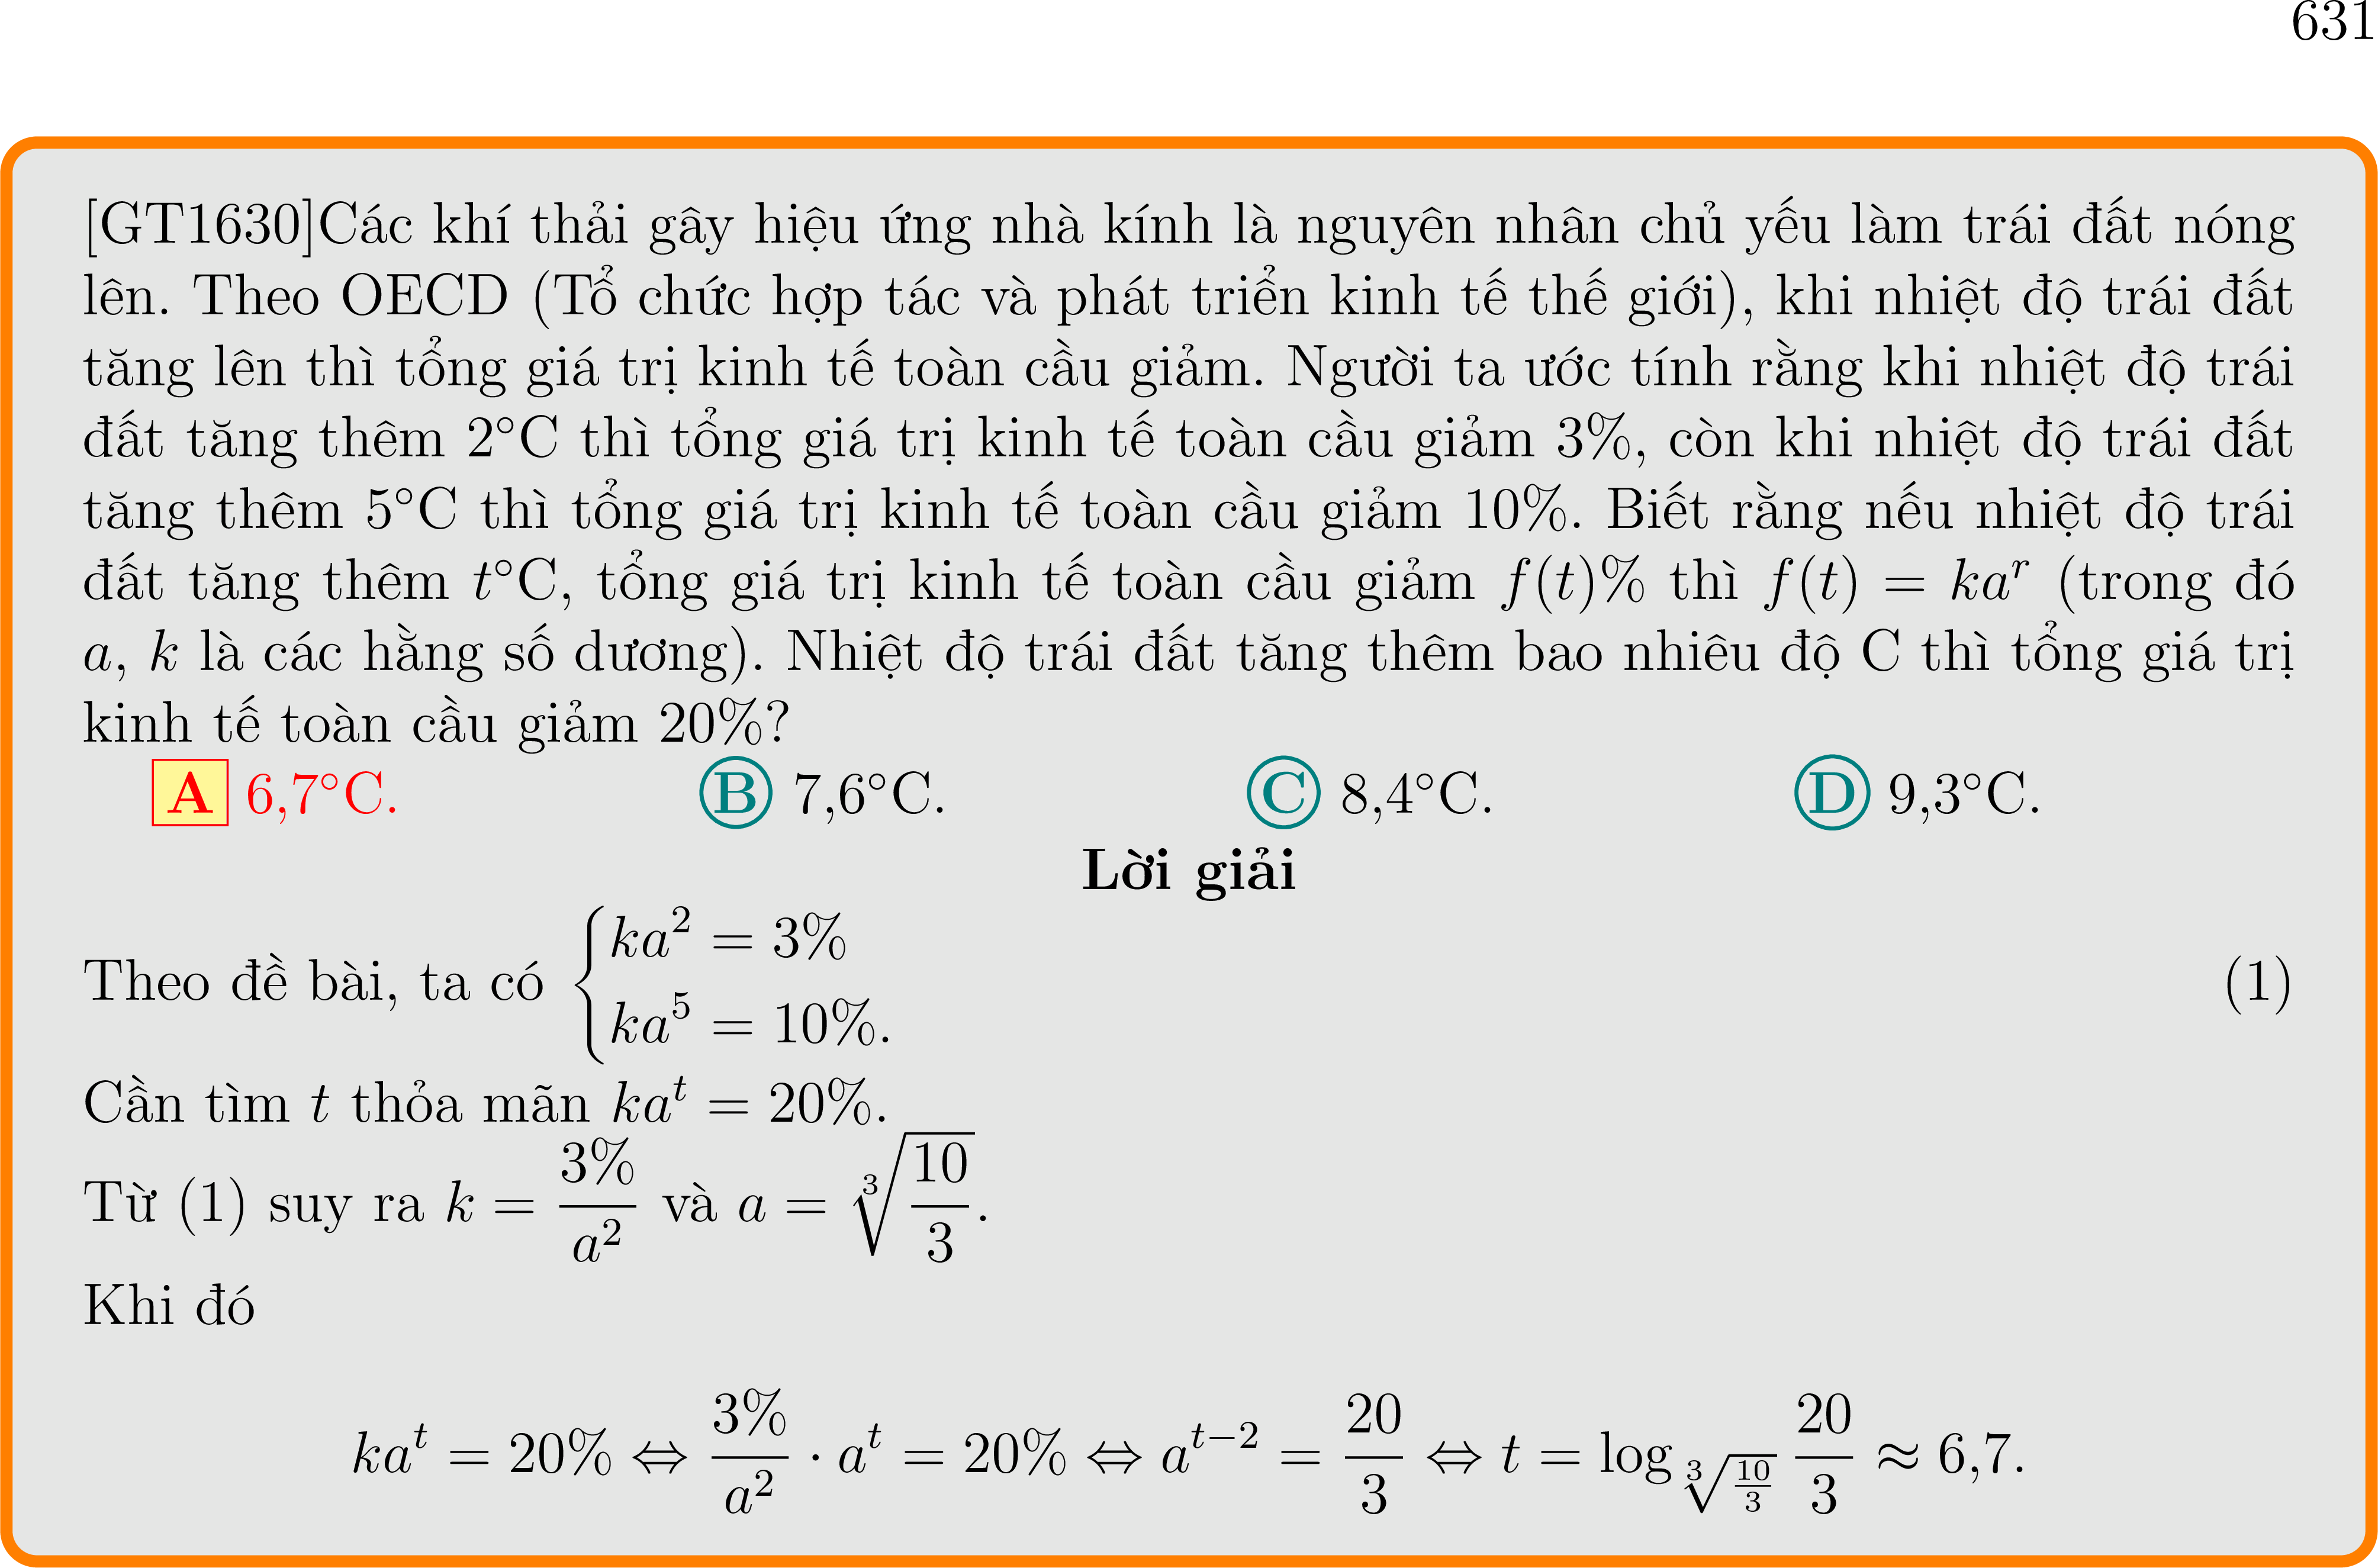 631
[GT1630]Các khí thải gây hiệu ứng nhà kính là nguyên nhân chủ yếu làm trái đất nóng
lên. Theo OECD (Tổ chức hợp tác và phát triển kinh tế thế giới), khi nhiệt độ trái đất
tăng lên thì tổng giá trị kinh tế toàn cầu giảm. Người ta ước tính rằng khi nhiệt độ trái
đất tăng thêm 2°C thì tổng giá trị kinh tế toàn cầu giảm 3%, còn khi nhiệt độ trái đất
tăng thêm 5°C thì tổng giá trị kinh tế toàn cầu giảm 10%. Biết rằng nếu nhiệt độ trái
đất tăng thêm $t$°C, tổng giá trị kinh tế toàn cầu giảm $f(t)$% thì $f(t) = ka^r$ (trong đó
$a$, $k$ là các hằng số dương). Nhiệt độ trái đất tăng thêm bao nhiêu độ C thì tổng giá trị
kinh tế toàn cầu giảm 20%?
A 6,7°C. B 7,6°C. C 8,4°C. D 9,3°C.
Lời giải
Theo đề bài, ta có $\begin{cases} ka^2 = 3\% \\ ka^5 = 10\%. \end{cases}$ (1)
Cần tìm $t$ thỏa mãn $ka^t = 20\%$.
Từ (1) suy ra $k = \frac{3\%}{a^2}$ và $a = \sqrt[3]{\frac{10}{3}}$.
Khi đó
$ka^t = 20\% \Leftrightarrow \frac{3\%}{a^2} \cdot a^t = 20\% \Leftrightarrow a^{t-2} = \frac{20}{3} \Leftrightarrow t = \log_{\sqrt[3]{\frac{10}{3}}} \frac{20}{3} \approx 6,7.$